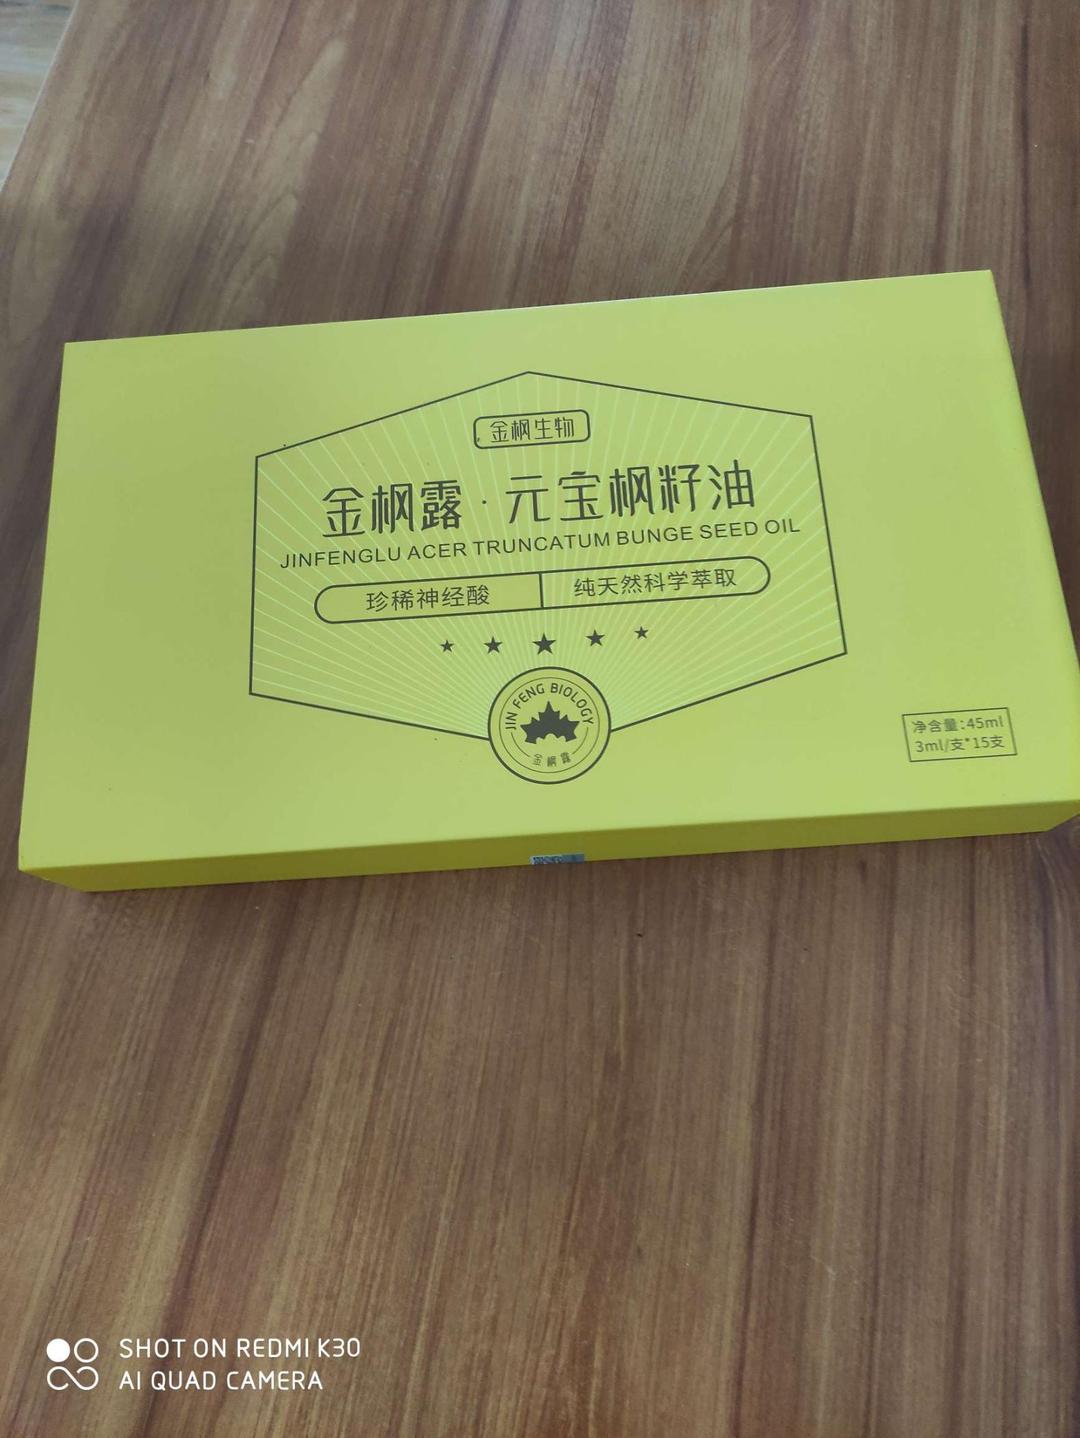 金枫生物
金枫露·元宝枫籽油
JINFENGLU ACER TRUNCATUM BUNGE SEED OIL
珍稀神经酸 纯天然科学萃取
JIN FENG BIOLOGY
金枫露
净含量:45ml
3ml/支*15支
SHOT ON REDMI K30
AI QUAD CAMERA